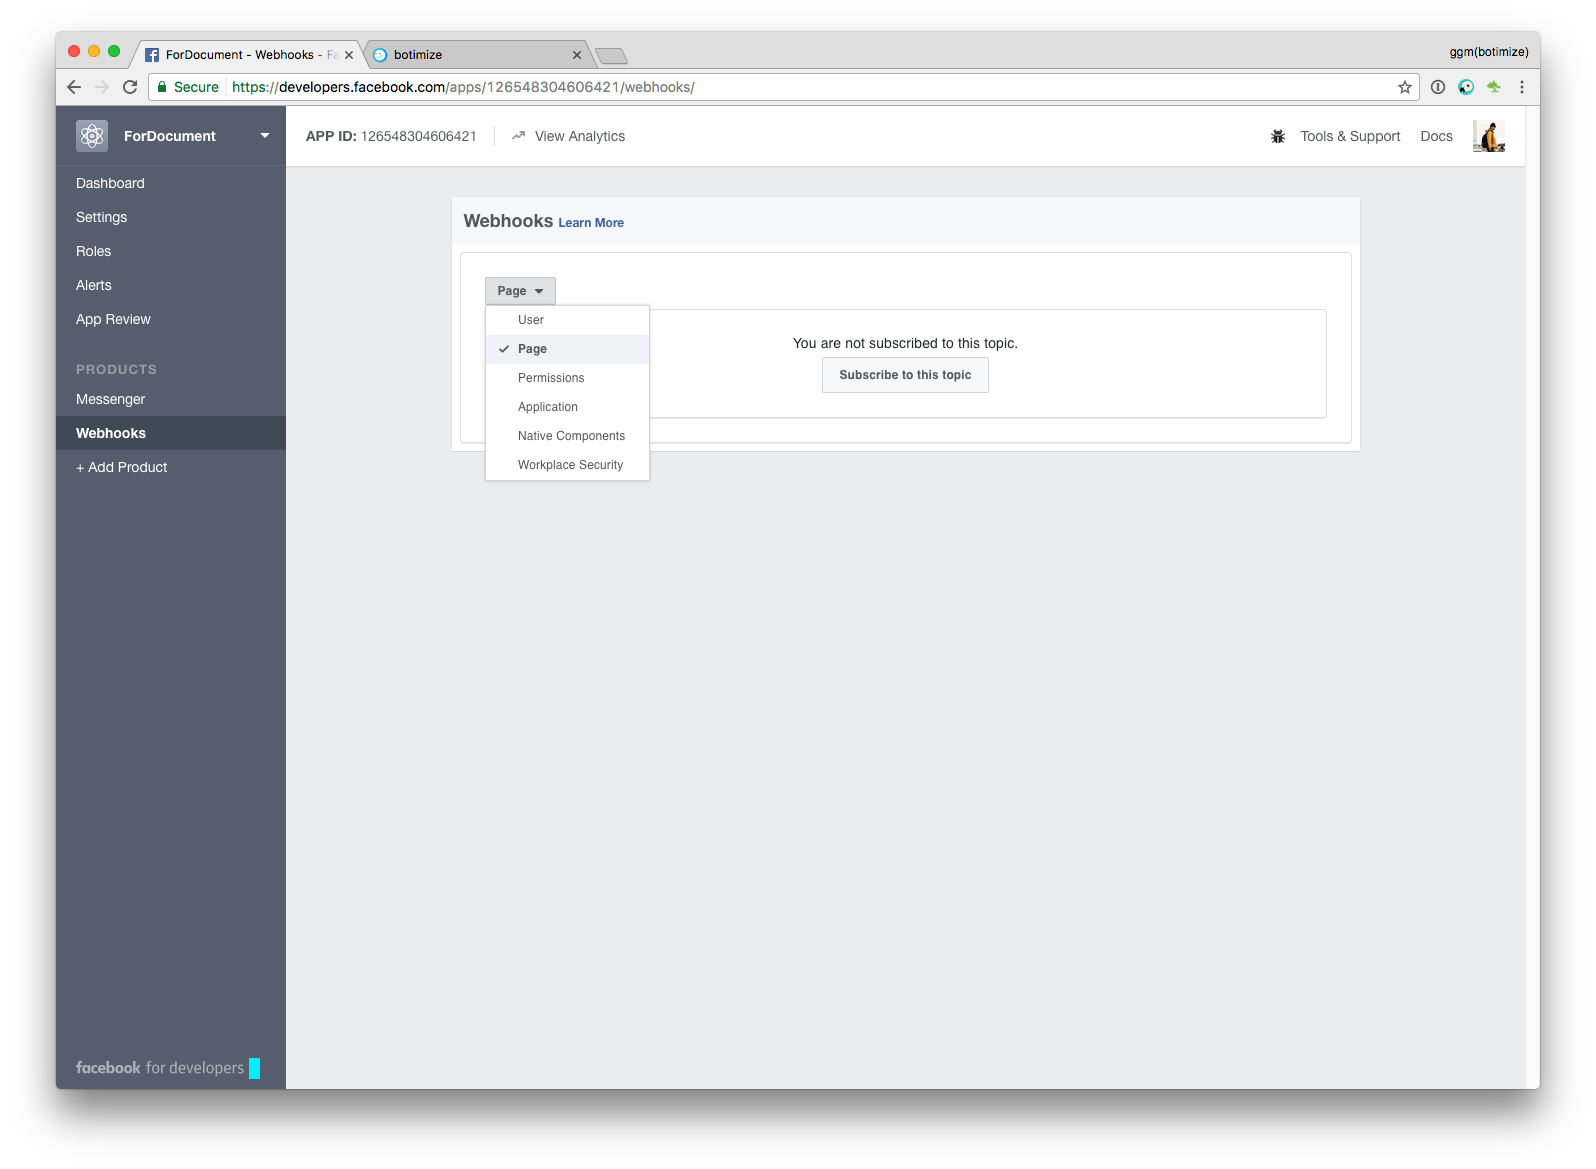 ForDocument - Webhooks - Fa
botimize
ggm(botimize)
Secure
https://developers.facebook.com/apps/126548304606421/webhooks/
ForDocument
APP ID: 126548304606421
View Analytics
Tools & Support
Docs
Dashboard
Settings
Roles
Alerts
App Review
PRODUCTS
Messenger
Webhooks
+ Add Product
Webhooks Learn More
Page
User
Page
Permissions
Application
Native Components
Workplace Security
You are not subscribed to this topic.
Subscribe to this topic
facebook for developers